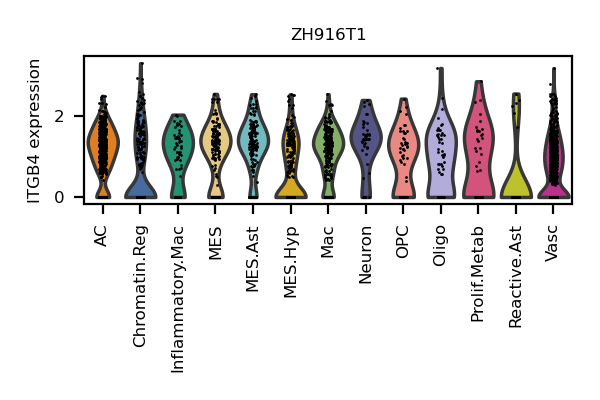 ZH916T1
ITGB4 expression
2
0
AC
Chromatin.Reg
Inflammatory.Mac
MES
MES.Ast
MES.Hyp
Mac
Neuron
OPC
Oligo
Prolif.Metab
Reactive.Ast
Vasc